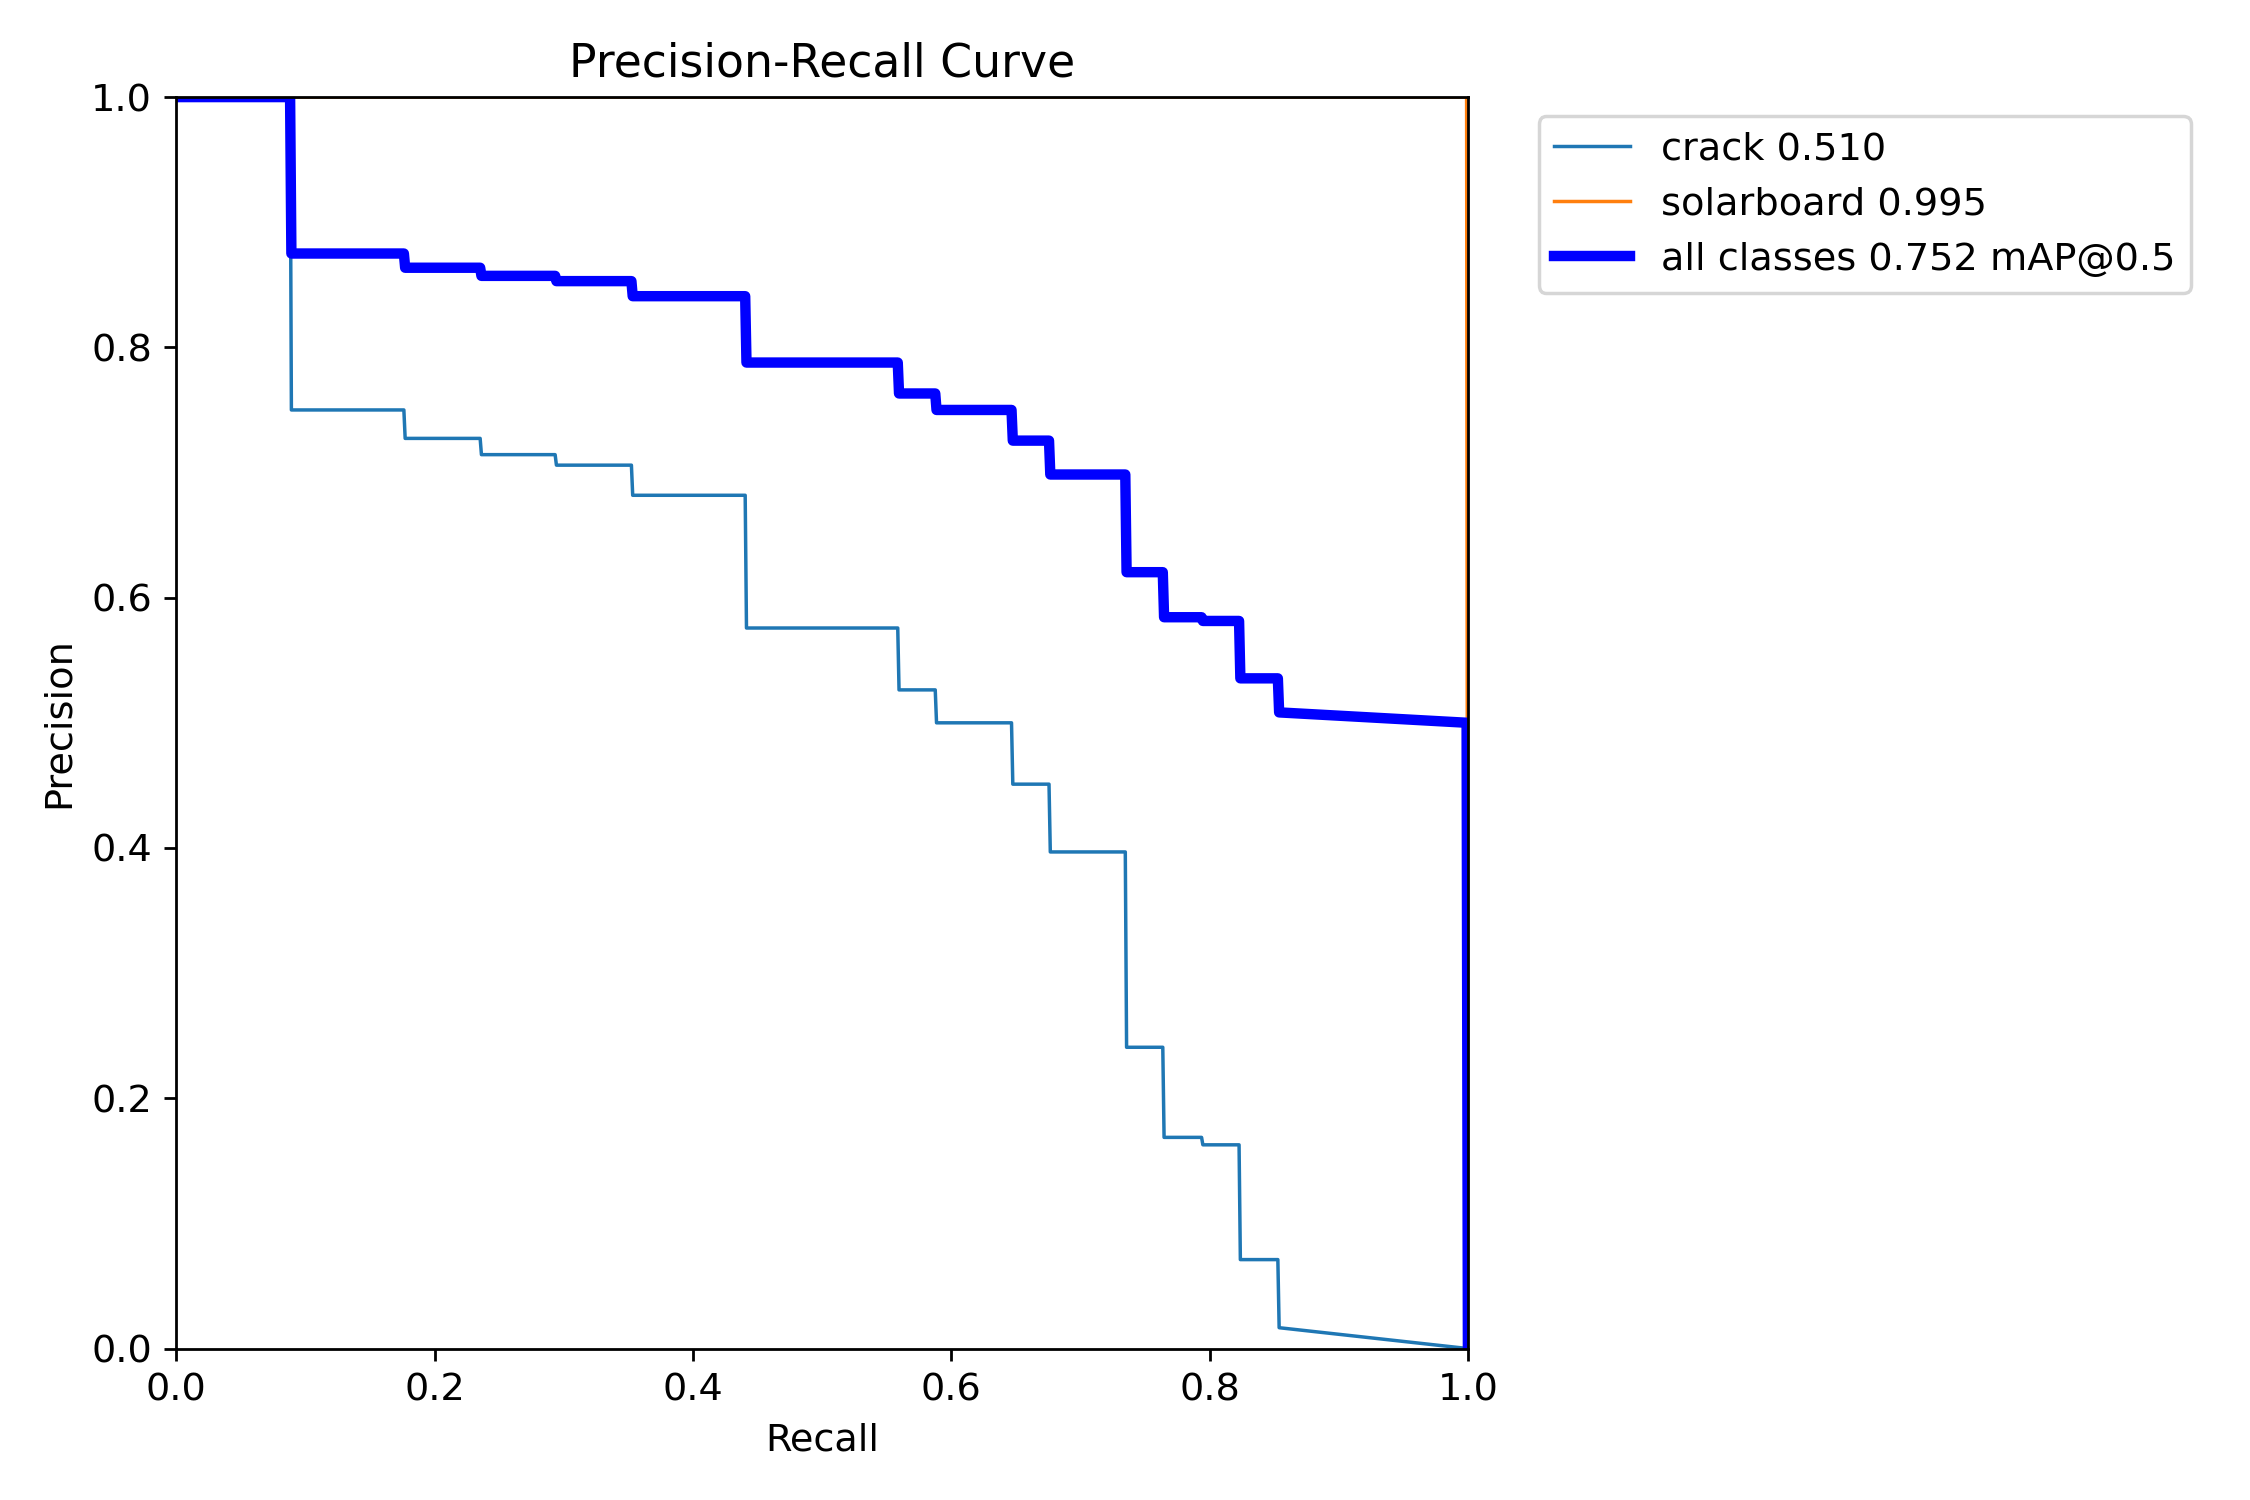 Precision-Recall Curve
1.0
0.8
0.6
0.4
0.2
0.0
Precision
0.0 0.2 0.4 0.6 0.8 1.0
Recall
crack 0.510
solarboard 0.995
all classes 0.752 mAP@0.5